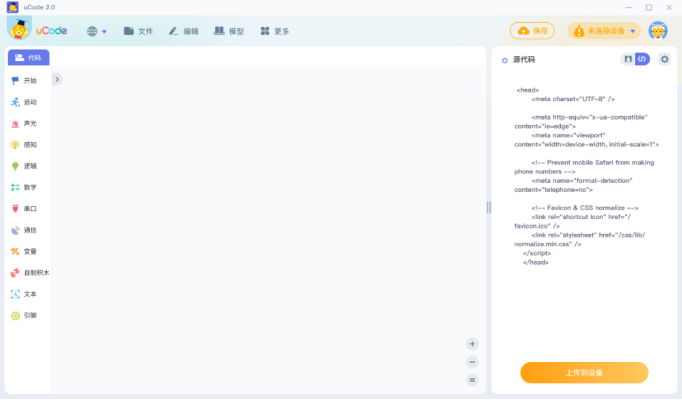 uCode 2.0
uCode
文件
编辑
模型
更多
保存
未连接设备
代码
开始
运动
声光
感知
逻辑
数学
串口
通信
变量
自制积木
文本
引脚
源代码
<head>
<meta charset="UTF-8" />
<meta http-equiv="x-ua-compatible"
content="ie=edge">
<meta name="viewport"
content="width=device-width, initial-scale=1">
<!-- Prevent mobile Safari from making
phone numbers -->
<meta name="format-detection"
content="telephone=no">
<!-- Favicon & CSS normalize -->
<link rel="shortcut icon" href="/
favicon.ico" />
<link rel="stylesheet" href="/css/lib/
normalize.min.css" />
</script>
</head>
上传到设备